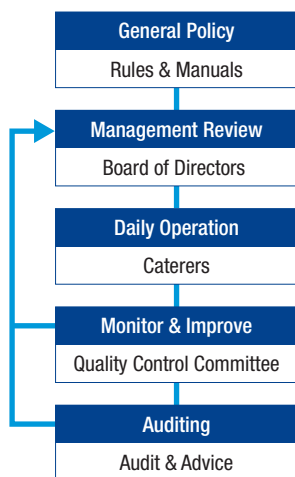 General Policy
Rules & Manuals
Management Review
Board of Directors
Daily Operation
Caterers
Monitor & Improve
Quality Control Committee
Auditing
Audit & Advice